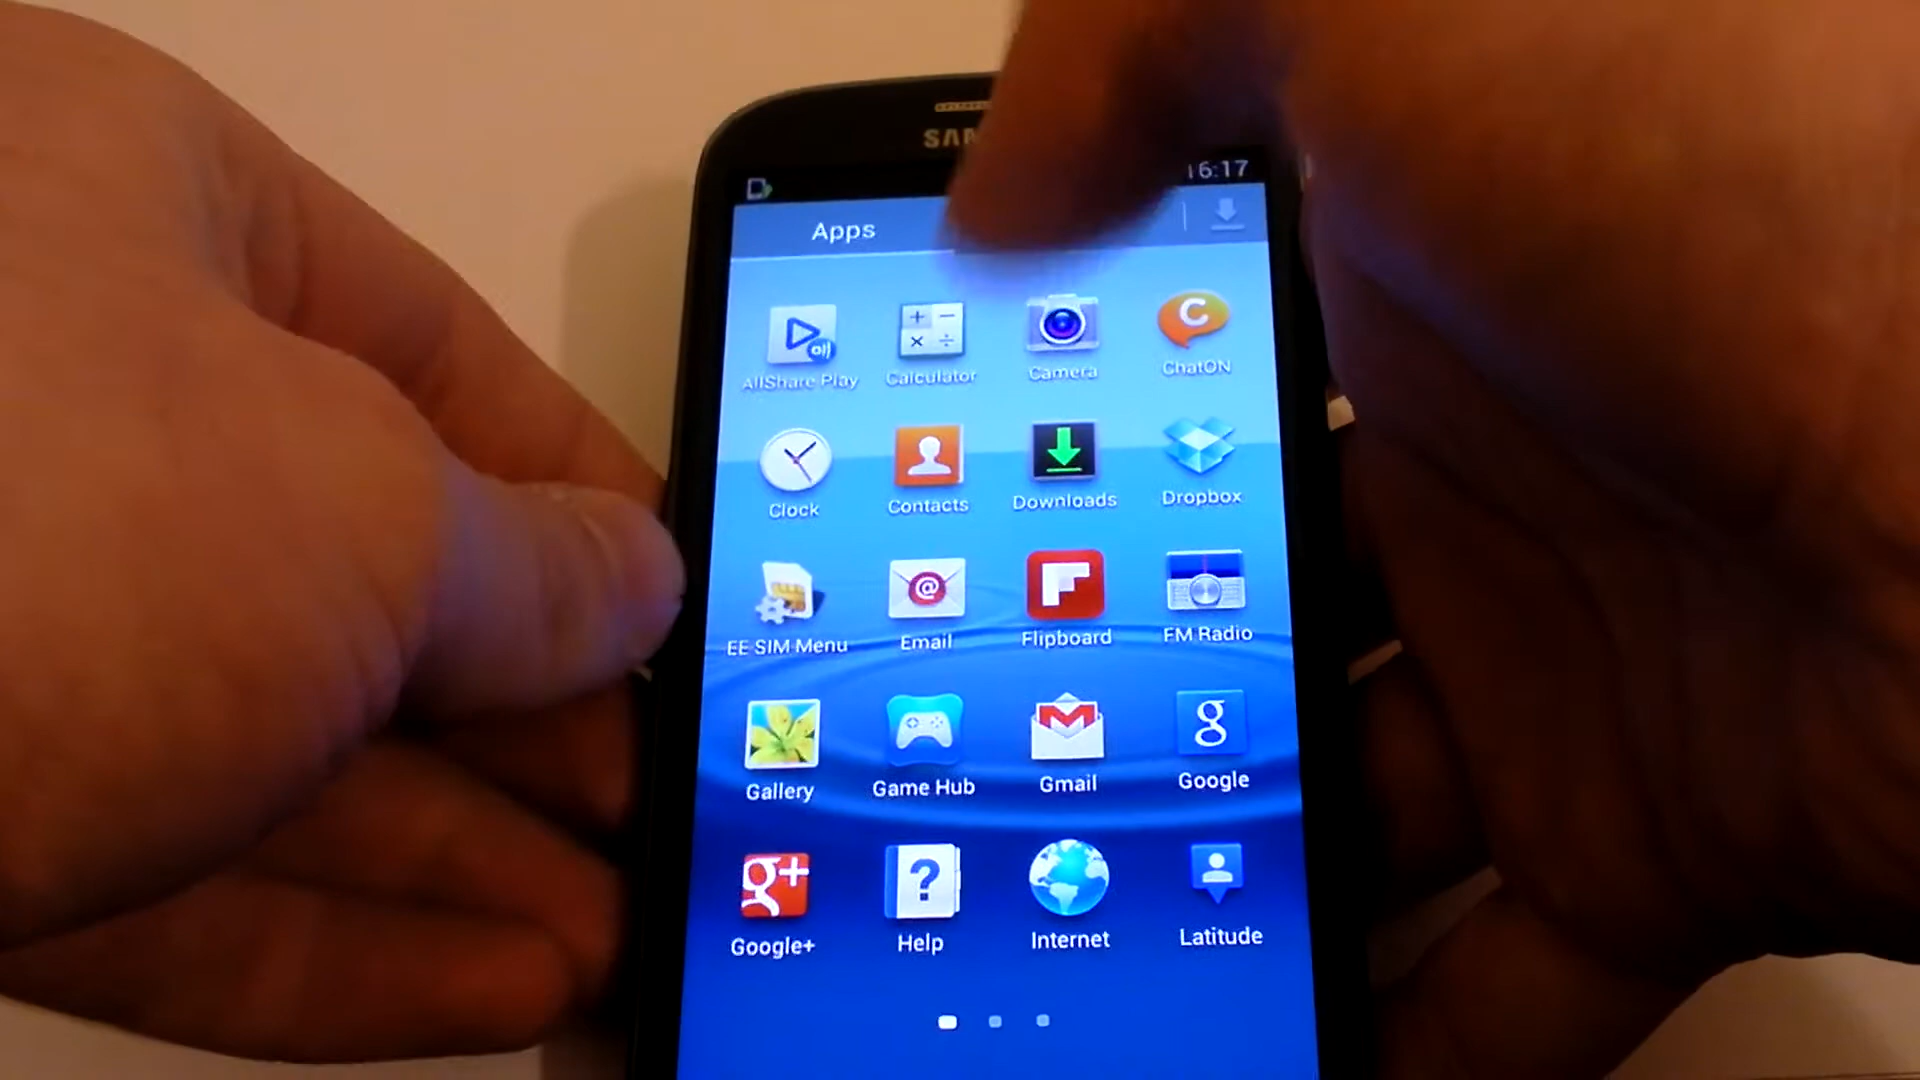 SAM
16:17
Apps
AllShare Play Calculator Camera ChatON
Clock Contacts Downloads Dropbox
EE SIM Menu Email Flipboard FM Radio
Gallery Game Hub Gmail Google
Google+ Help Internet Latitude